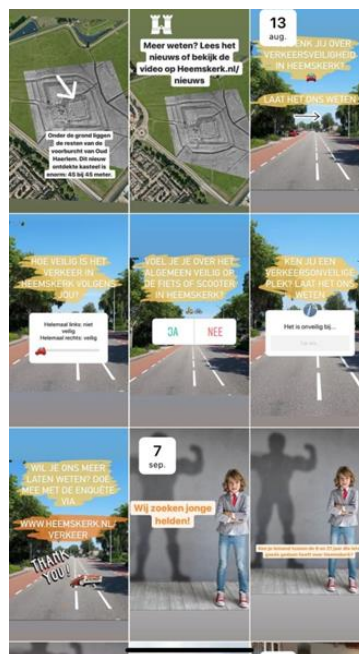 Onder de grond liggen
de resten van de
voorburcht van Oud
Haerlem. Dit nieuw
ontdekte kasteel is
enorm: 45 bij 45 meter.
Meer weten? Lees het
nieuws of bekijk de
video op Heemskerk.nl/
nieuws
13
aug.
JIJ OVER
VERKEERSVEILIGHEID
IN HEEMSKERK?
LAAT HET ONS WETEN
HOE VEILIG IS HET
VERKEER IN
HEEMSKERK VOLGENS
JOU?
Helemaal links: niet
veilig
Helemaal rechts: veilig
VOEL JE JE OVER HET
ALGEMEEN VEILIG OP
DE FIETS OF SCOOTER
IN HEEMSKERK?
JA
NEE
KEN JIJ EEN
VERKEERSONVEILIGE
PLEK? LAAT HET ONS
WETEN
Het is onveilig bij...
WIL JE ONS MEER
LATEN WETEN? DOE
MEE MET DE ENQUÊTE
VIA
WWW.HEEMSKERK.NL/
VERKEER
THANK
YOU!
7
sep.
Wij zoeken jonge
helden!